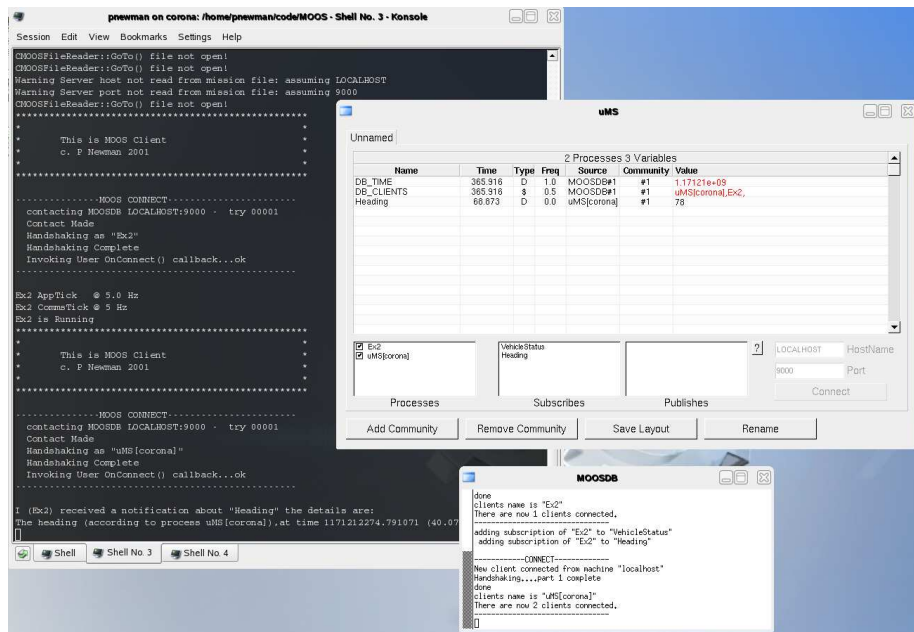 pnewman on corona: /home/pnewman/code/MOOS - Shell No. 3 - Konsole
Session Edit View Bookmarks Settings Help
CMOOSFileReader::GoTo() file not open!
CMOOSFileReader::GoTo() file not open!
Warning Server host not read from mission file: assuming LOCALHOST
Warning Server port not read from mission file: assuming 9000
CMOOSFileReader::GoTo() file not open!
****************************************************
* *
* This is MOOS Client *
* c. P Newman 2001 *
* *
****************************************************
---------------MOOS CONNECT-----------------------
contacting MOOSDB LOCALHOST:9000 - try 00001
Contact Made
Handshaking as "Ex2"
Handshaking Complete
Invoking User OnConnect() callback...ok
--------------------------------------------------
Ex2 AppTick @ 5.0 Hz
Ex2 CommsTick @ 5 Hz
Ex2 is Running
****************************************************
* *
* This is MOOS Client *
* c. P Newman 2001 *
* *
****************************************************
---------------MOOS CONNECT-----------------------
contacting MOOSDB LOCALHOST:9000 - try 00001
Contact Made
Handshaking as "uMS[corona]"
Handshaking Complete
Invoking User OnConnect() callback...ok
--------------------------------------------------
I (Ex2) received a notification about "Heading" the details are:
The heading (according to process uMS[corona]),at time 1171212274.791071 (40.07
Shell Shell No. 3 Shell No. 4
uMS
Unnamed
2 Processes 3 Variables
Name Time Type Freq Source Community Value
DB_TIME 365.916 D 1.0 MOOSDB#1 #1 1.17121e+09
DB_CLIENTS 365.916 $ 0.5 MOOSDB#1 #1 uMS[corona],Ex2,
Heading 68.873 D 0.0 uMS[corona] #1 78
Ex2
uMS[corona]
Processes
VehicleStatus
Heading
Subscribes
Publishes
?
LOCALHOST HostName
9000 Port
Connect
Add Community Remove Community Save Layout Rename
MOOSDB
done
clients name is "Ex2"
There are now 1 clients connected.
--------------------------------
adding subscription of "Ex2" to "VehicleStatus"
adding subscription of "Ex2" to "Heading"
------------CONNECT-------------
New client connected from machine "localhost"
Handshaking....part 1 complete
done
clients name is "uMS[corona]"
There are now 2 clients connected.
--------------------------------